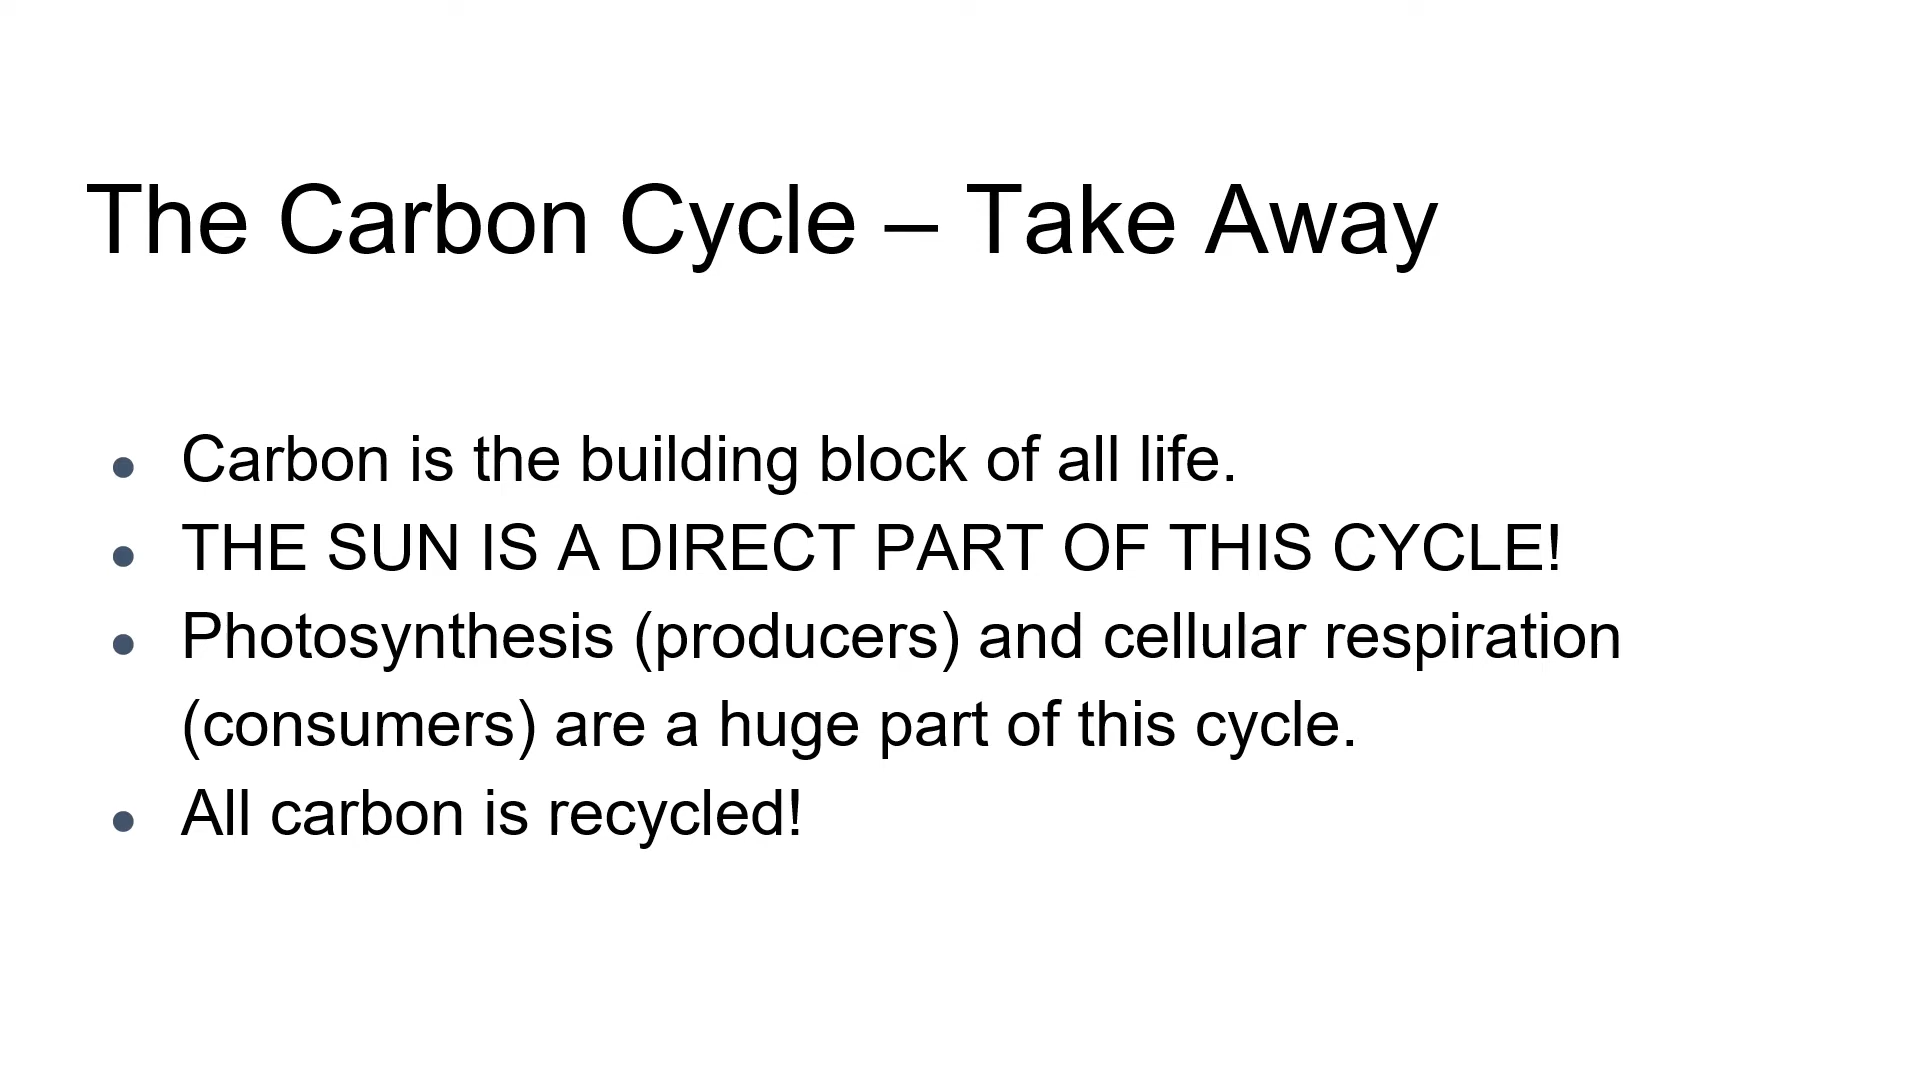 The Carbon Cycle – Take Away
• Carbon is the building block of all life.
• THE SUN IS A DIRECT PART OF THIS CYCLE!
• Photosynthesis (producers) and cellular respiration
(consumers) are a huge part of this cycle.
• All carbon is recycled!